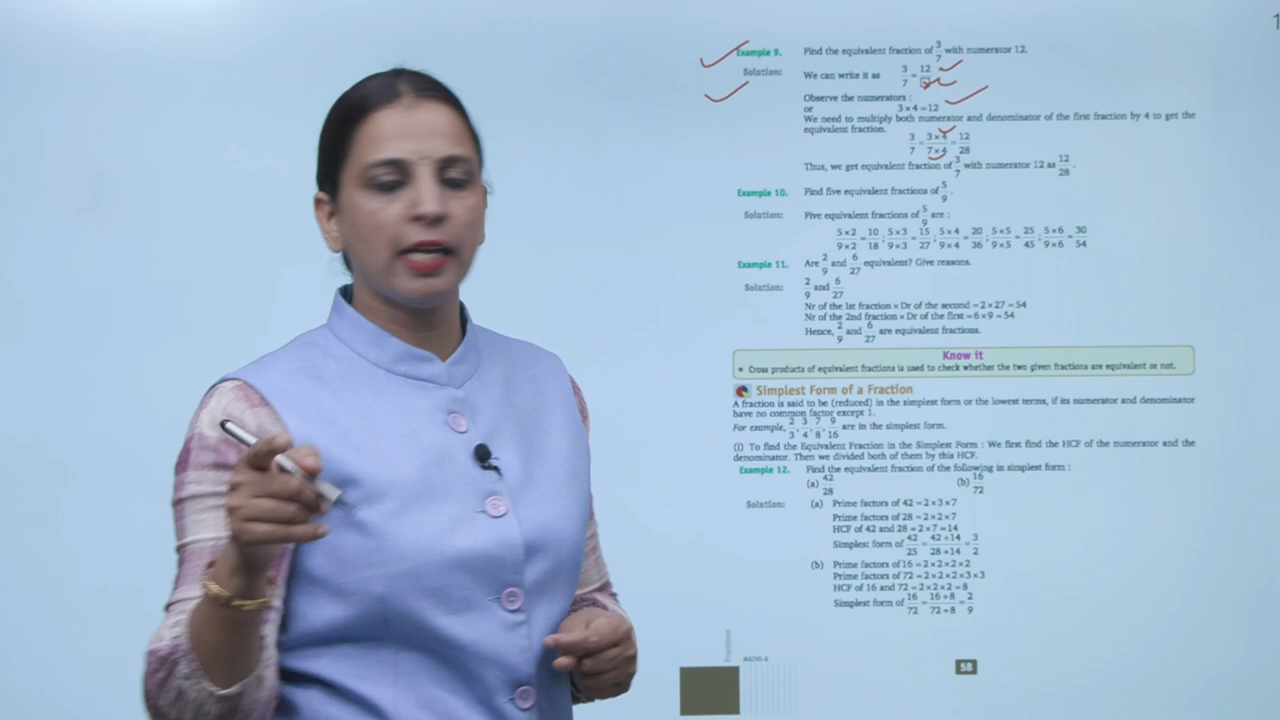 1
Example 9. Find the equivalent fraction of 3/7 with numerator 12.
Solution: We can write it as 3/7 = 12/□
Observe the numerators :
or 3 × 4 = 12
We need to multiply both numerator and denominator of the first fraction by 4 to get the
equivalent fraction.
3/7 = 3 × 4/7 × 4 = 12/28
Thus, we get equivalent fraction of 3/7 with numerator 12 as 12/28 .
Example 10. Find five equivalent fractions of 5/9 .
Solution: Five equivalent fractions of 5/9 are :
5 × 2/9 × 2 = 10/18 ; 5 × 3/9 × 3 = 15/27 ; 5 × 4/9 × 4 = 20/36 ; 5 × 5/9 × 5 = 25/45 ; 5 × 6/9 × 6 = 30/54
Example 11. Are 2/9 and 6/27 equivalent? Give reasons.
Solution: 2/9 and 6/27
Nr of the 1st fraction × Dr of the second = 2 × 27 = 54
Nr of the 2nd fraction × Dr of the first = 6 × 9 = 54
Hence, 2/9 and 6/27 are equivalent fractions.
Know it
• Cross products of equivalent fractions is used to check whether the two given fractions are equivalent or not.
Simplest Form of a Fraction
A fraction is said to be (reduced) in the simplest form or the lowest terms, if its numerator and denominator
have no common factor except 1.
For example, 2/3, 3/4, 7/8, 9/16 are in the simplest form.
(i) To find the Equivalent Fraction in the Simplest Form : We first find the HCF of the numerator and the
denominator. Then we divided both of them by this HCF.
Example 12. Find the equivalent fraction of the following in simplest form :
(a) 42/28 (b) 16/72
Solution: (a) Prime factors of 42 = 2 × 3 × 7
Prime factors of 28 = 2 × 2 × 7
HCF of 42 and 28 = 2 × 7 = 14
Simplest form of 42/25 = 42 ÷ 14/28 ÷ 14 = 3/2
(b) Prime factors of 16 = 2 × 2 × 2 × 2
Prime factors of 72 = 2 × 2 × 2 × 3 × 3
HCF of 16 and 72 = 2 × 2 × 2 = 8
Simplest form of 16/72 = 16 ÷ 8/72 ÷ 8 = 2/9
Fractions
MATHS-6
58